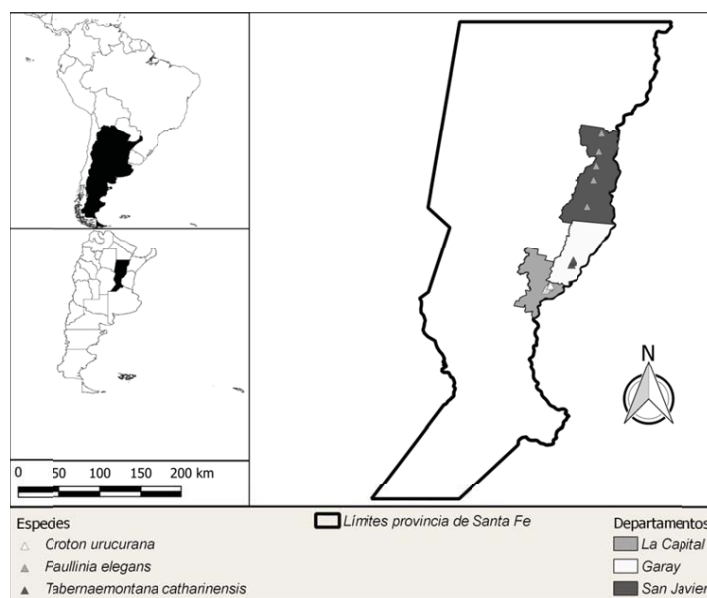 N
0 50 100 150 200 km
Especies
Croton urucurana
Paullinia elegans
Tabernaemontana catharinensis
Límites provincia de Santa Fe
Departamentos
La Capital
Garay
San Javier